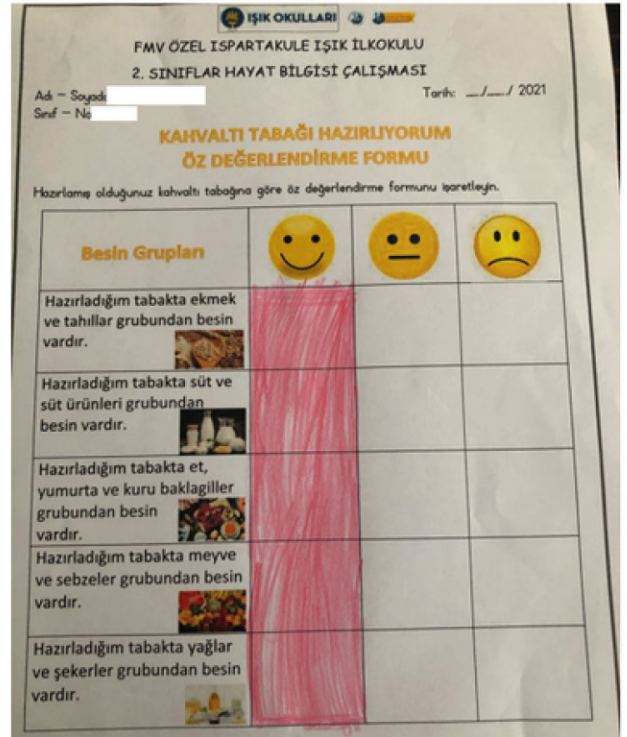 IŞIK OKULLARI
FMV ÖZEL ISPARTAKULE IŞIK İLKOKULU
2. SINIFLAR HAYAT BİLGİSİ ÇALIŞMASI
Adı - Soyadı
Tarih: __/__/ 2021
Sınıf - No
KAHVALTI TABAĞI HAZIRLIYORUM
ÖZ DEĞERLENDİRME FORMU
Hazırlamış olduğunuz kahvaltı tabağına göre öz değerlendirme formunu işaretleyin.
Besin Grupları
Hazırladığım tabakta ekmek
ve tahıllar grubundan besin
vardır.
Hazırladığım tabakta süt ve
süt ürünleri grubundan
besin vardır.
Hazırladığım tabakta et,
yumurta ve kuru baklagiller
grubundan besin
vardır.
Hazırladığım tabakta meyve
ve sebzeler grubundan besin
vardır.
Hazırladığım tabakta yağlar
ve şekerler grubundan besin
vardır.